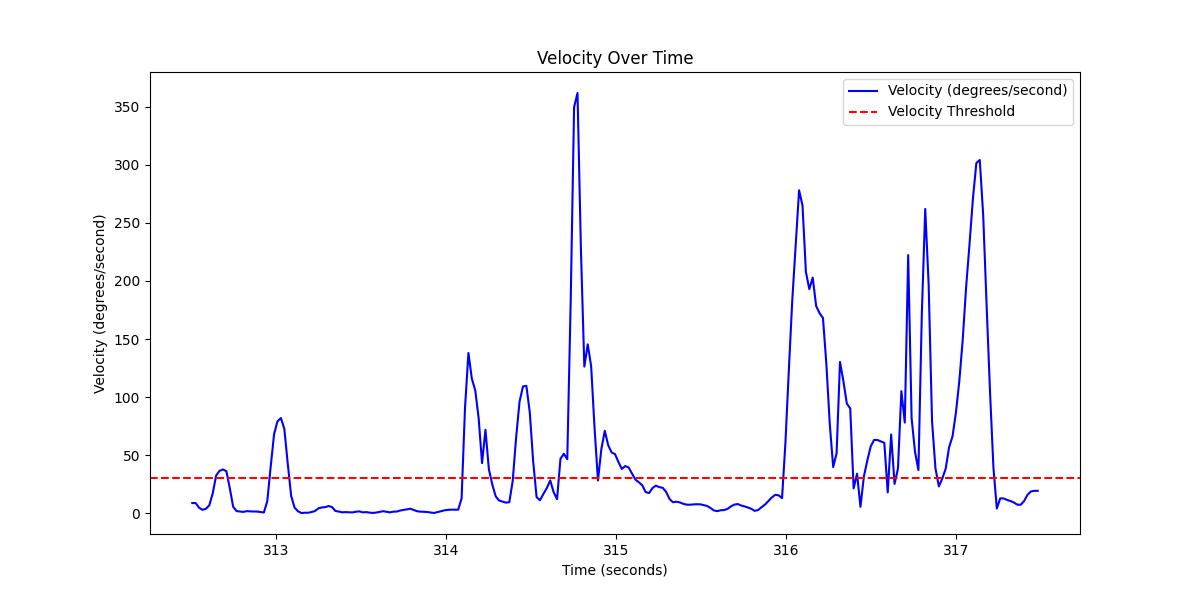 Velocity Over Time
Velocity (degrees/second)
Velocity Threshold
Velocity (degrees/second)
350
300
250
200
150
100
50
0
313
314
315
316
317
Time (seconds)